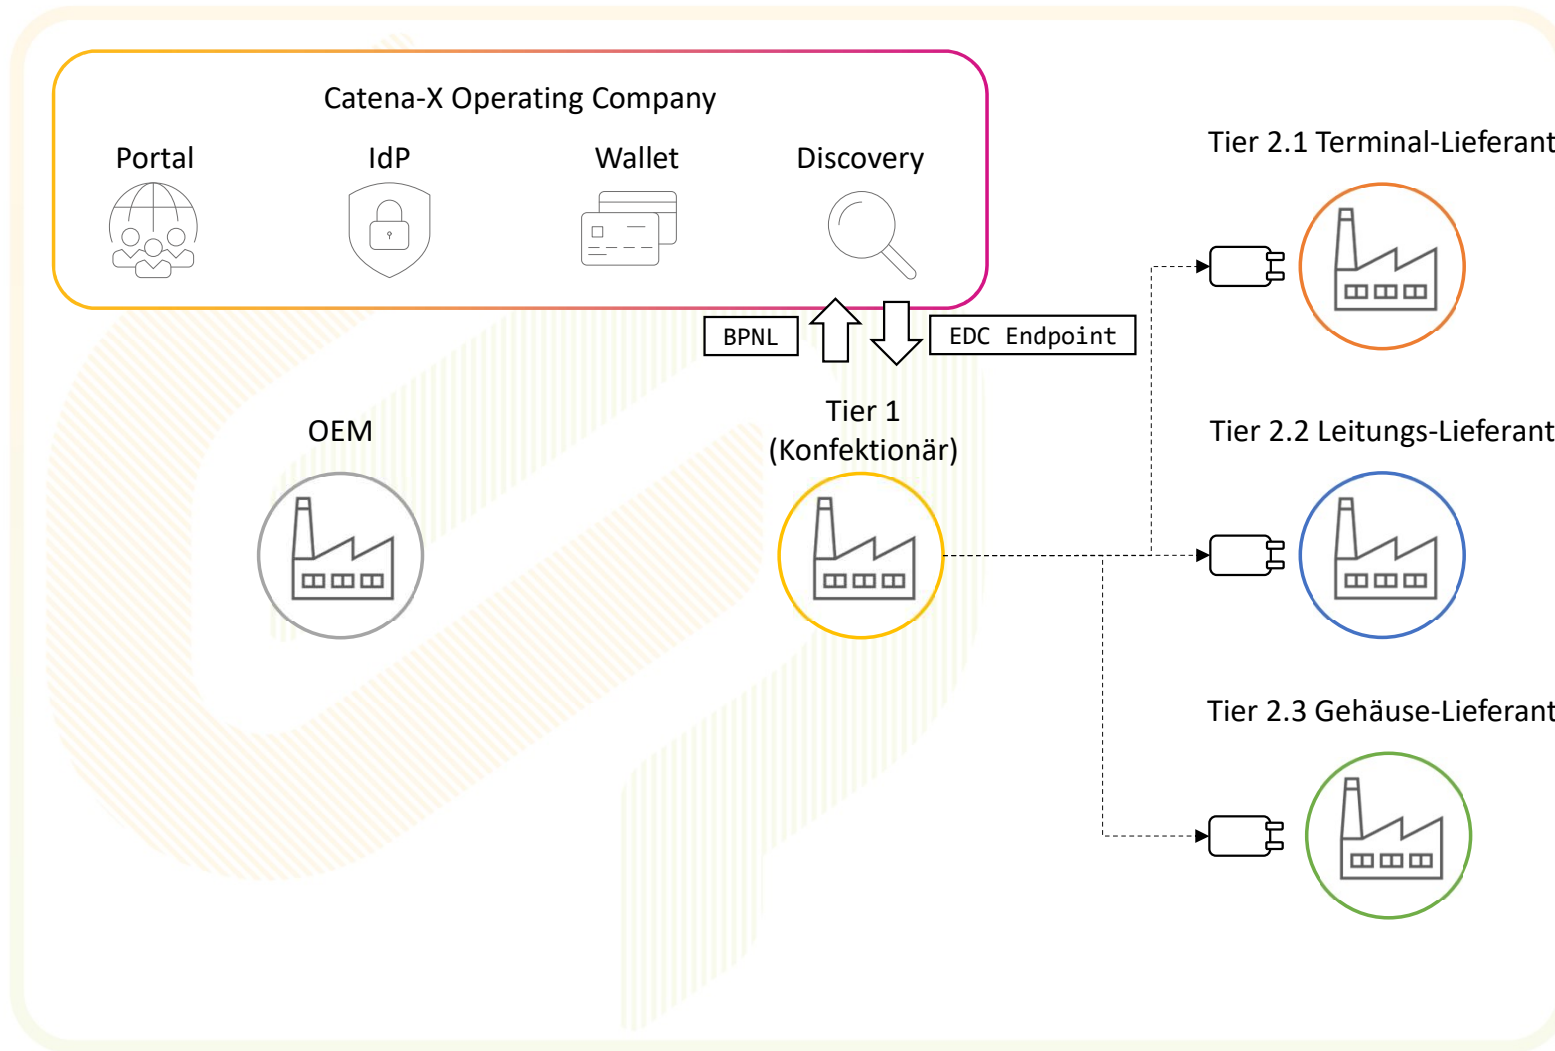 Catena-X Operating Company
Portal
IdP
Wallet
Discovery
BPNL
EDC Endpoint
OEM
Tier 1
(Konfektionär)
Tier 2.1 Terminal-Lieferant
Tier 2.2 Leitungs-Lieferant
Tier 2.3 Gehäuse-Lieferant